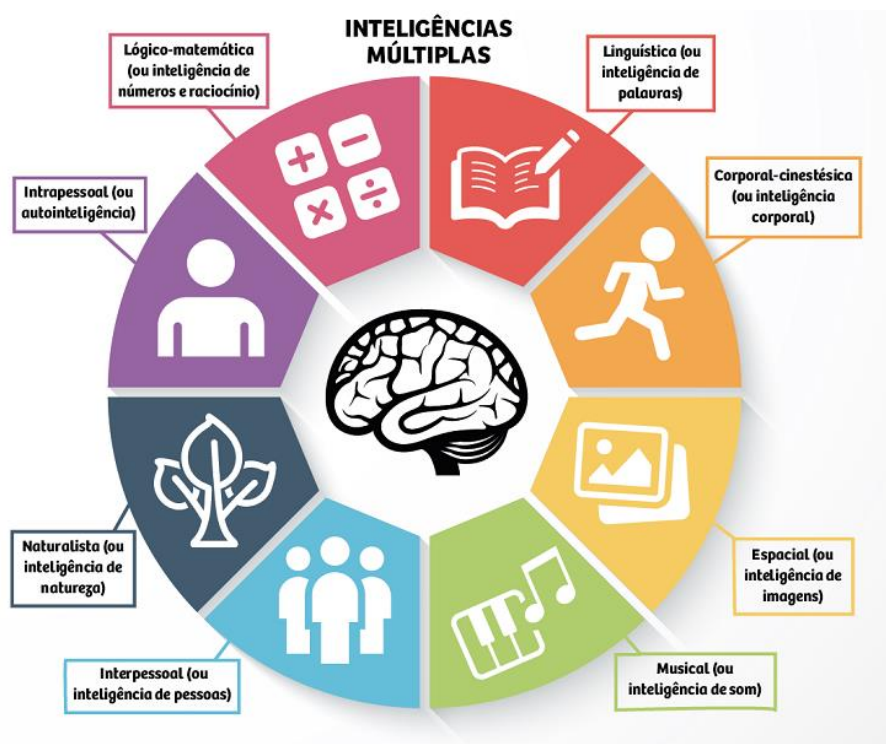 INTELIGÊNCIAS
MÚLTIPLAS
Lógico-matemática
(ou inteligência de
números e raciocínio)
Linguística (ou
inteligência de
palavras)
Intrapessoal (ou
autointeligência)
Corporal-cinestésica
(ou inteligência
corporal)
Naturalista (ou
inteligência de
natureza)
Espacial (ou
inteligência de
imagens)
Interpessoal (ou
inteligência de pessoas)
Musical (ou
inteligência de som)